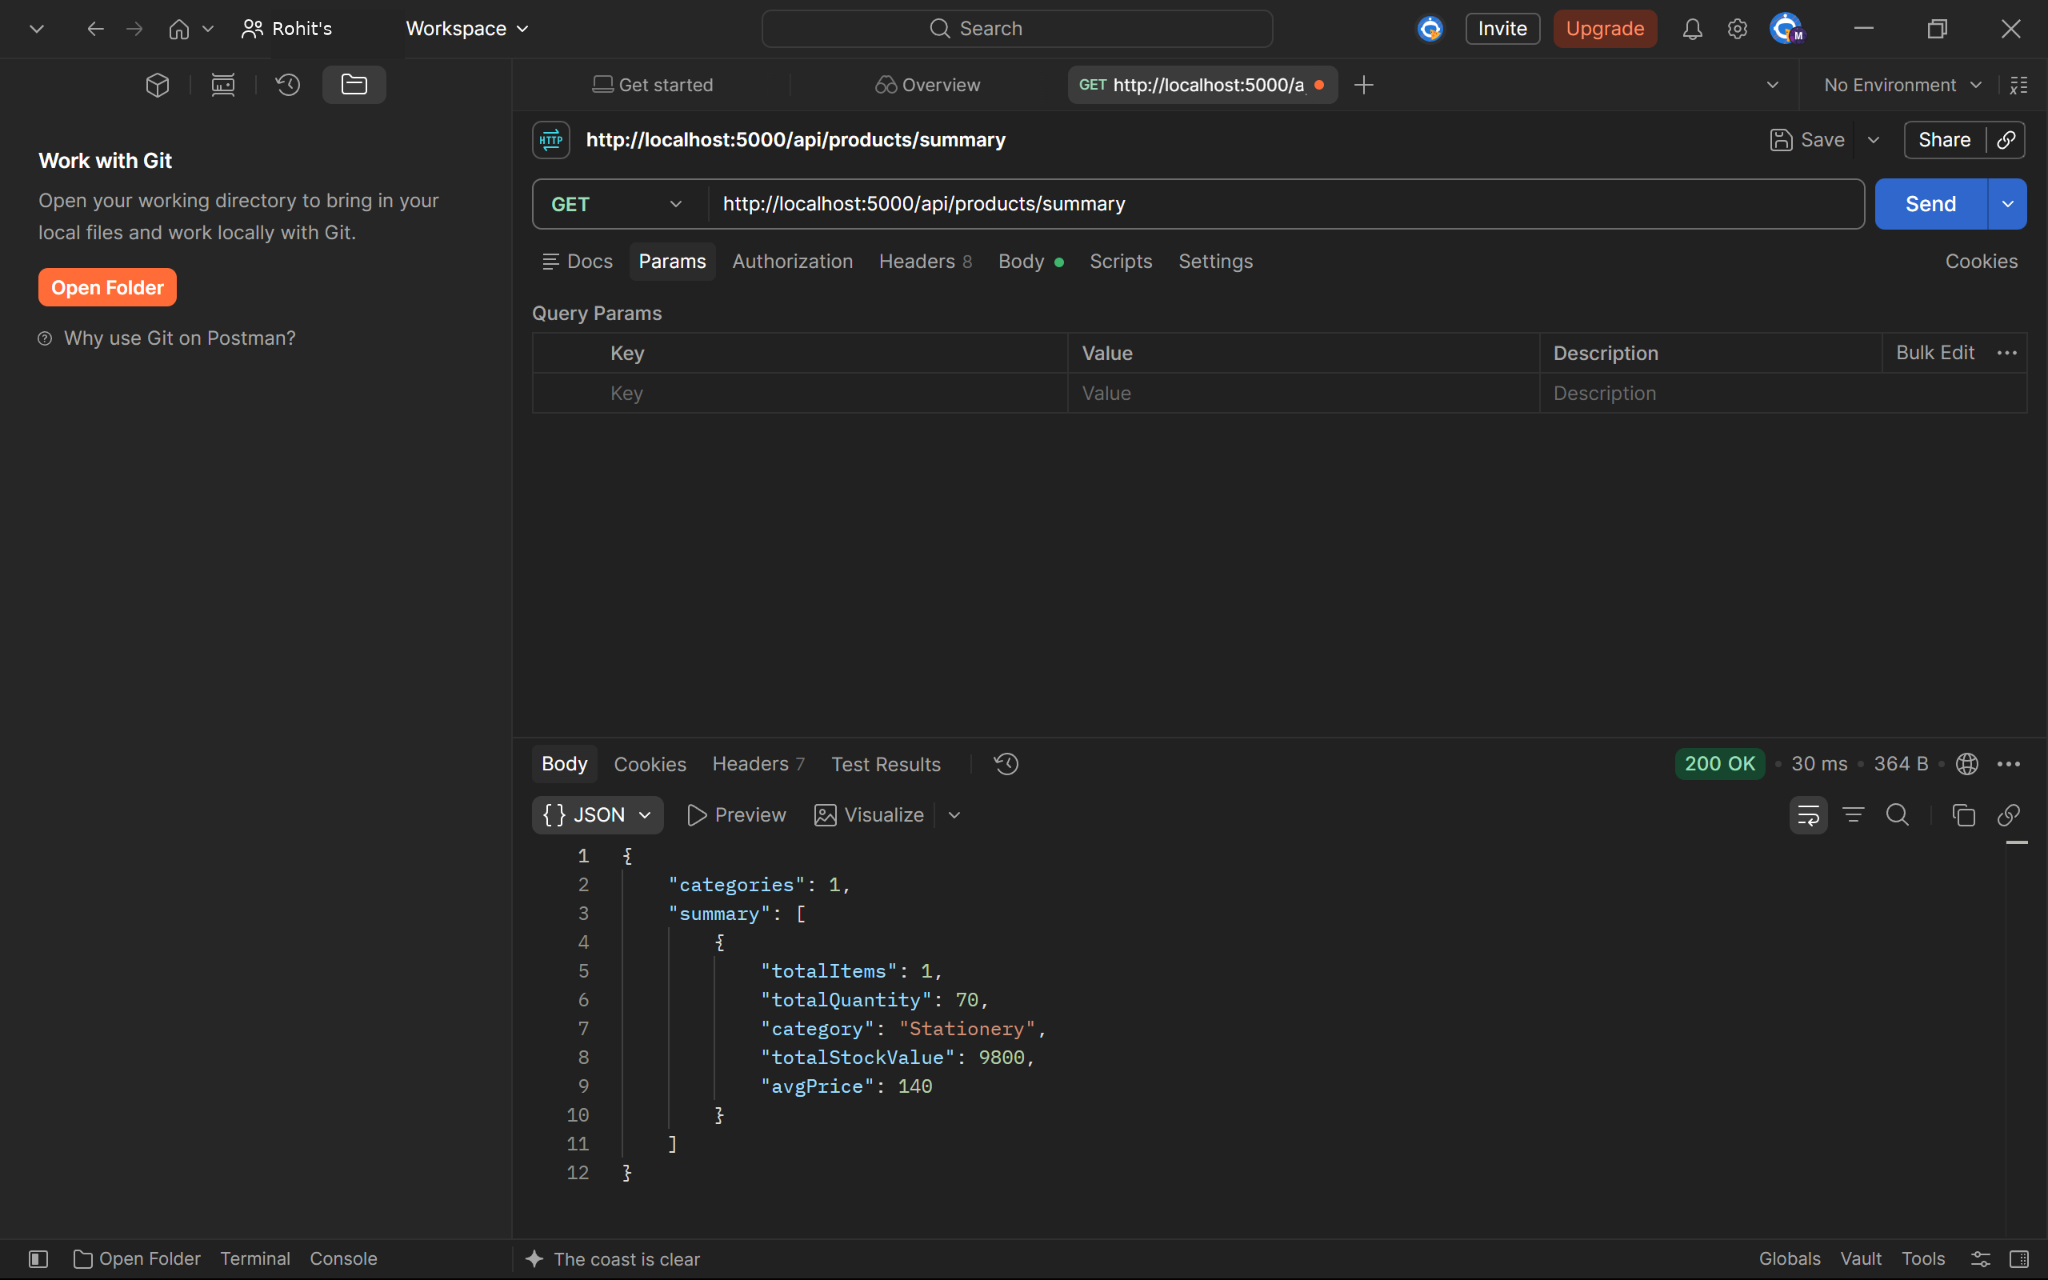 Rohit's Workspace Search Invite Upgrade M
Get started Overview GET http://localhost:5000/a No Environment
Work with Git
Open your working directory to bring in your
local files and work locally with Git.
Open Folder
Why use Git on Postman?
HTTP http://localhost:5000/api/products/summary Save Share
GET http://localhost:5000/api/products/summary Send
Docs Params Authorization Headers 8 Body Scripts Settings Cookies
Query Params
Key Value Description Bulk Edit
Key Value Description
Body Cookies Headers 7 Test Results 200 OK • 30 ms • 364 B
{} JSON Preview Visualize
1 {
2 "categories": 1,
3 "summary": [
4 {
5 "totalItems": 1,
6 "totalQuantity": 70,
7 "category": "Stationery",
8 "totalStockValue": 9800,
9 "avgPrice": 140
10 }
11 ]
12 }
Open Folder Terminal Console The coast is clear Globals Vault Tools